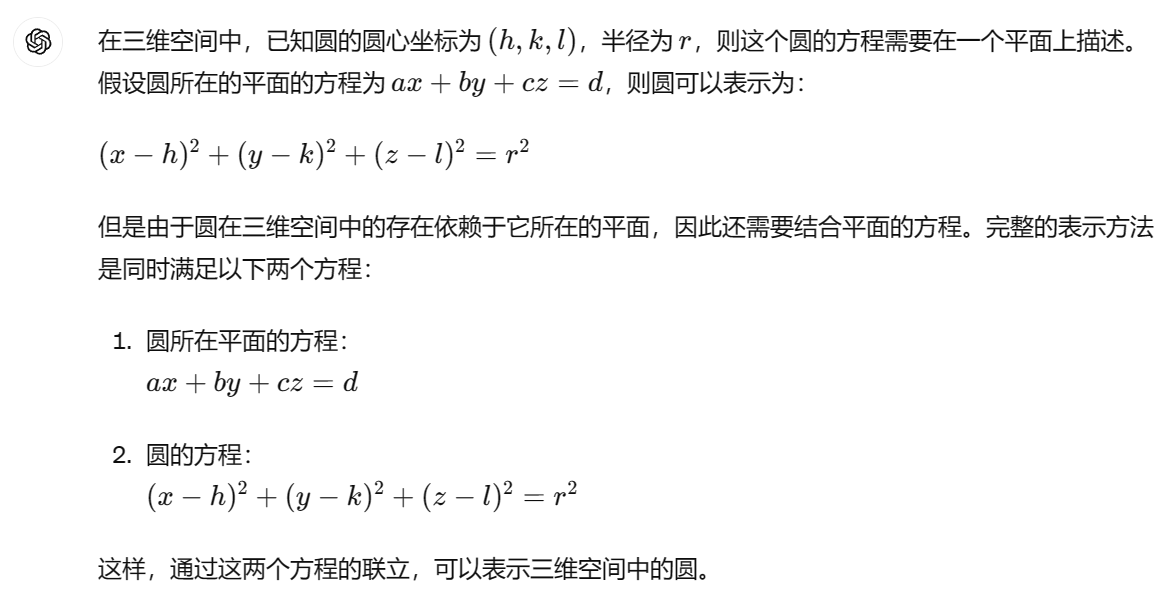 在三维空间中，已知圆的圆心坐标为 (h, k, l)，半径为 r，则这个圆的方程需要在一个平面上描述。
假设圆所在的平面的方程为 ax + by + cz = d，则圆可以表示为：
(x − h)² + (y − k)² + (z − l)² = r²
但是由于圆在三维空间中的存在依赖于它所在的平面，因此还需要结合平面的方程。完整的表示方法
是同时满足以下两个方程：
1. 圆所在平面的方程：
ax + by + cz = d
2. 圆的方程：
(x − h)² + (y − k)² + (z − l)² = r²
这样，通过这两个方程的联立，可以表示三维空间中的圆。